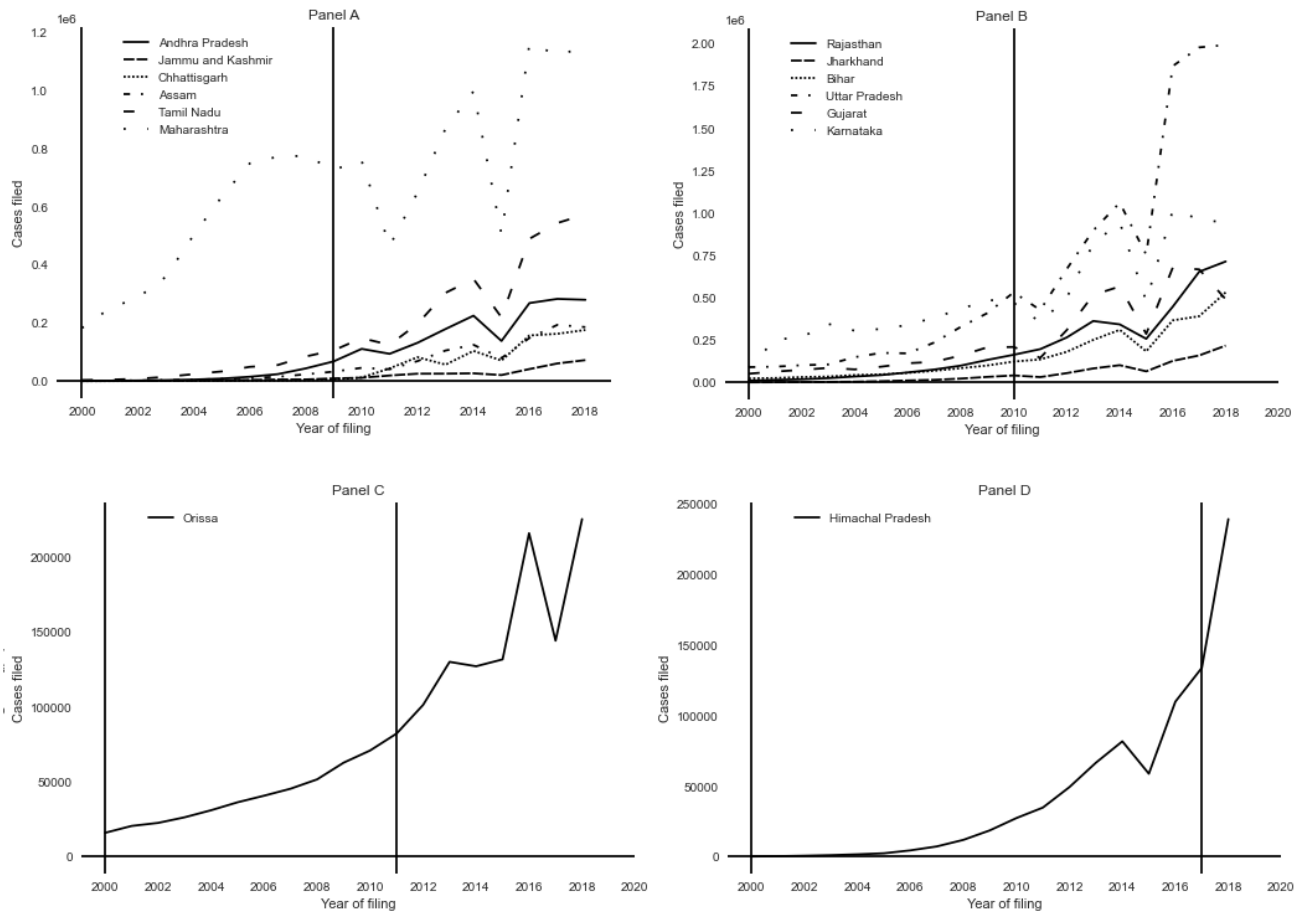 Panel A
1e6
1.2
1.0
0.8
0.6
0.4
0.2
0.0
Cases filed
Andhra Pradesh
Jammu and Kashmir
Chhattisgarh
Assam
Tamil Nadu
Maharashtra
2000 2002 2004 2006 2008 2010 2012 2014 2016 2018
Year of filing
Panel B
1e6
2.00
1.75
1.50
1.25
1.00
0.75
0.50
0.25
0.00
Cases filed
Rajasthan
Jharkhand
Bihar
Uttar Pradesh
Gujarat
Karnataka
2000 2002 2004 2006 2008 2010 2012 2014 2016 2018 2020
Year of filing
Panel C
200000
150000
100000
50000
0
Cases filed
Orissa
2000 2002 2004 2006 2008 2010 2012 2014 2016 2018 2020
Year of filing
Panel D
250000
200000
150000
100000
50000
0
Cases filed
Himachal Pradesh
2000 2002 2004 2006 2008 2010 2012 2014 2016 2018 2020
Year of filing